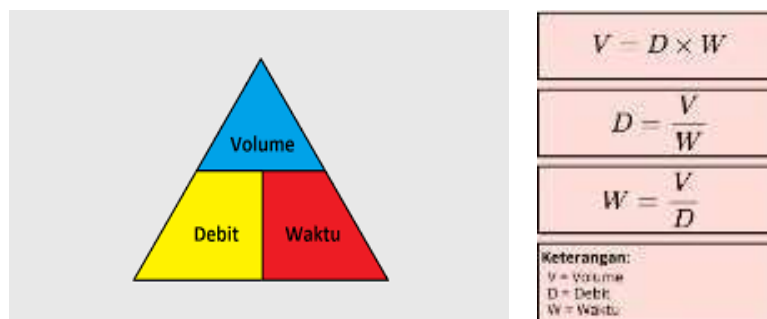 Volume
Debit Waktu
V = D × W
D = V/W
W = V/D
Keterangan:
V = Volume
D = Debit
W = Waktu